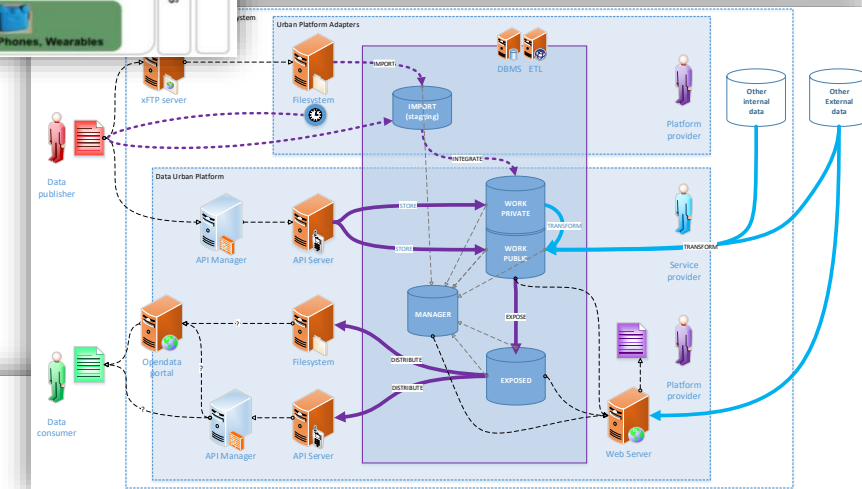 Phones, Wearables
ystem
Urban Platform Adapters
DBMS
ETL
IMPORT
xFTP server
Filesystem
IMPORT
(staging)
Platform
provider
Other
internal
data
Other
External
data
Data
publisher
INTEGRATE
Data Urban Platform
WORK
PRIVATE
STORE
TRANSFORM
API Manager
API Server
STORE
WORK
PUBLIC
TRANSFORM
Service
provider
MANAGER
EXPOSE
-?-
Opendata
portal
Filesystem
DISTRIBUTE
?
DISTRIBUTE
EXPOSED
Platform
provider
Data
consumer
-?-
API Manager
API Server
Web Server